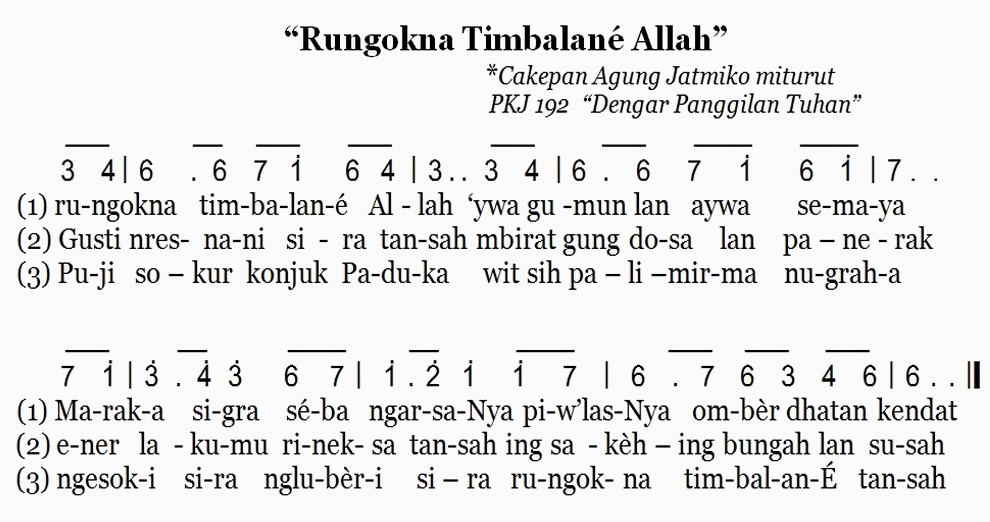 “Rungokna Timbalané Allah”
*Cakepan Agung Jatmiko miturut
PKJ 192 “Dengar Panggilan Tuhan”
3 4 | 6 . 6 7 i̇ 6 4 | 3 . . 3 4 | 6 . 6 7 i̇ 6 i̇ | 7 . .
(1) ru-ngokna tim-ba-lan-é Al - lah ‘ywa gu -mun lan aywa se-ma-ya
(2) Gusti nres- na-ni si - ra tan-sah mbirat gung do-sa lan pa – ne - rak
(3) Pu-ji so – kur konjuk Pa-du-ka wit sih pa – li –mir-ma nu-grah-a
7 1̇ | 3̇ . 4̇ 3̇ 6 7 | 1̇ . 2̇ 1̇ 1̇ 7 | 6 . 7 6 3 4 6 | 6 . . ||
(1) Ma-rak-a si-gra sé-ba ngar-sa-Nya pi-w’las-Nya om-bèr dhatan kendat
(2) e-ner la - ku-mu ri-nek- sa tan-sah ing sa - kèh – ing bungah lan su-sah
(3) ngesok-i si-ra nglu-bèr-i si – ra ru-ngok- na tim-bal-an-É tan-sah